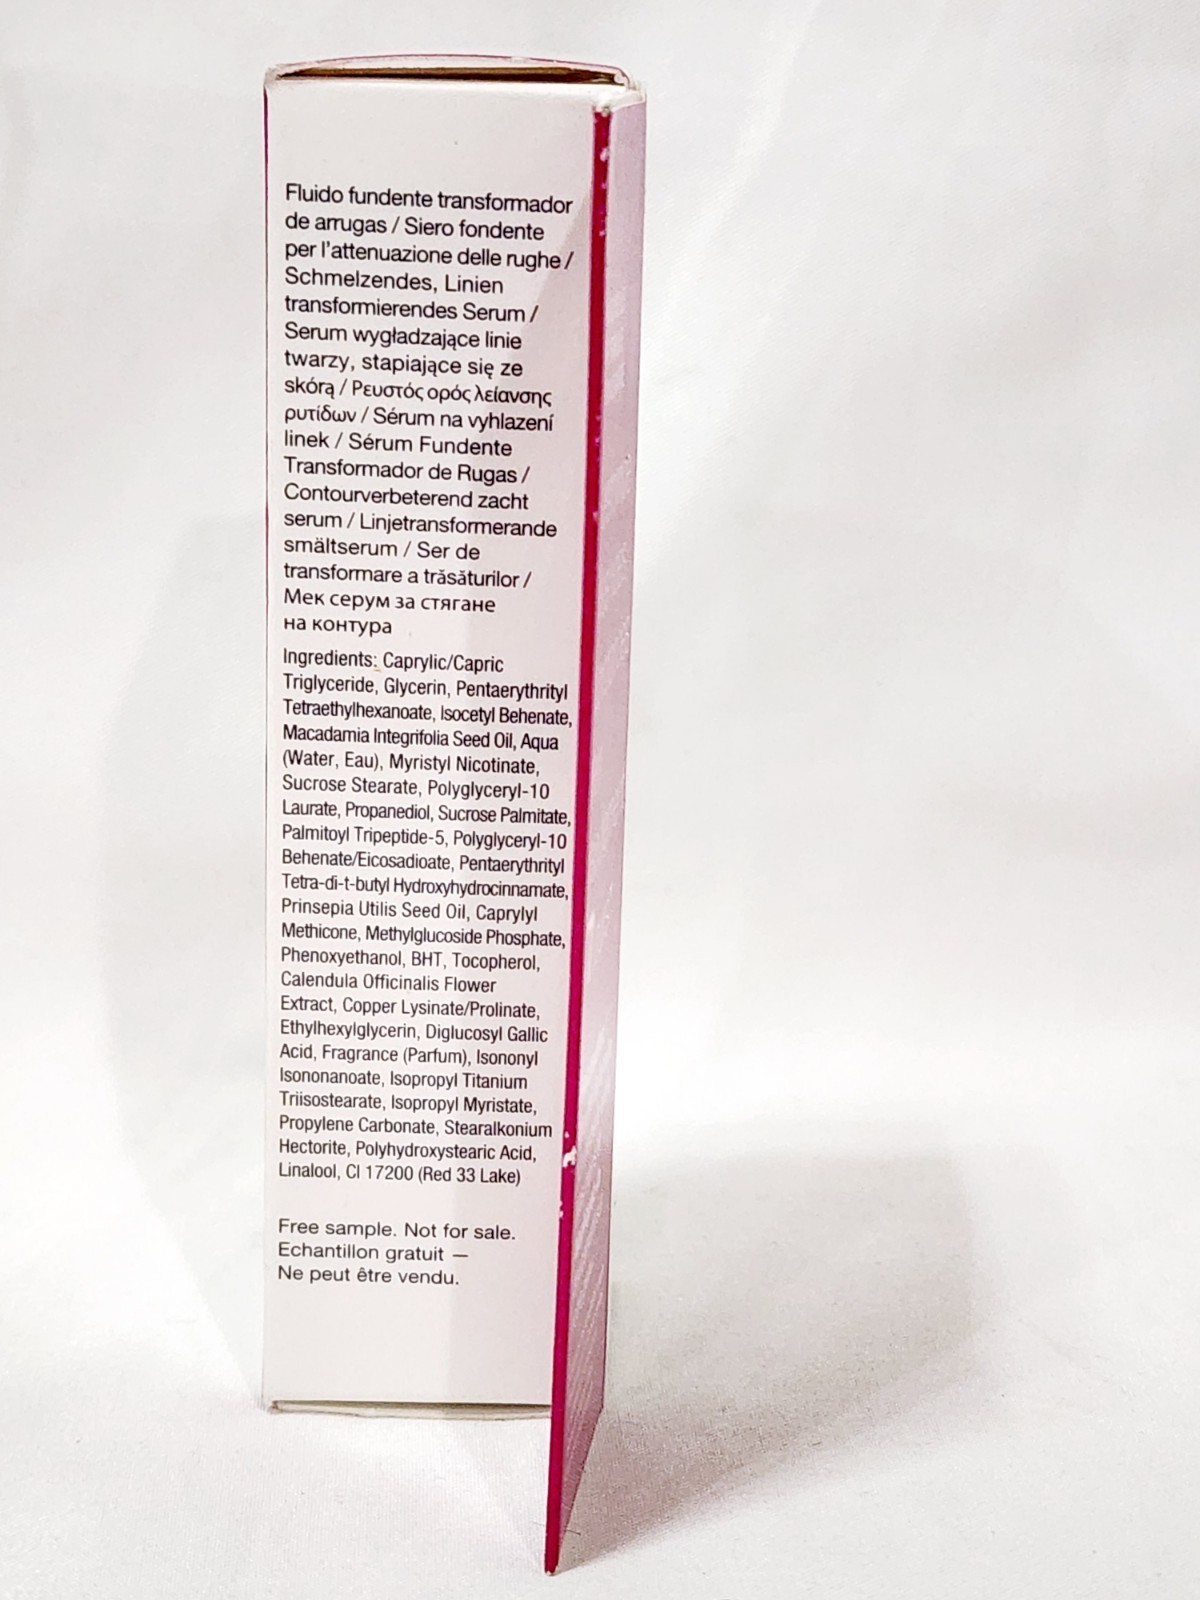 Fluido fundente transformador
de arrugas / Siero fondente
per l'attenuazione delle rughe /
Schmelzendes, Linien
transformierendes Serum /
Serum wygładzające linie
twarzy, stapiające się ze
skórą / Ρευστός ορός λείανσης
ρυτίδων / Sérum na vyhlazení
linek / Sérum Fundente
Transformador de Rugas /
Contourverbeterend zacht
serum / Linjetransformerande
smältserum / Ser de
transformare a trăsăturilor /
Мек серум за стягане
на контура
Ingredients: Caprylic/Capric
Triglyceride, Glycerin, Pentaerythrityl
Tetraethylhexanoate, Isocetyl Behenate,
Macadamia Integrifolia Seed Oil, Aqua
(Water, Eau), Myristyl Nicotinate,
Sucrose Stearate, Polyglyceryl-10
Laurate, Propanediol, Sucrose Palmitate,
Palmitoyl Tripeptide-5, Polyglyceryl-10
Behenate/Eicosadioate, Pentaerythrityl
Tetra-di-t-butyl Hydroxyhydrocinnamate,
Prinsepia Utilis Seed Oil, Caprylyl
Methicone, Methylglucoside Phosphate,
Phenoxyethanol, BHT, Tocopherol,
Calendula Officinalis Flower
Extract, Copper Lysinate/Prolinate,
Ethylhexylglycerin, Diglucosyl Gallic
Acid, Fragrance (Parfum), Isononyl
Isononanoate, Isopropyl Titanium
Triisostearate, Isopropyl Myristate,
Propylene Carbonate, Stearalkonium
Hectorite, Polyhydroxystearic Acid,
Linalool, CI 17200 (Red 33 Lake)
Free sample. Not for sale.
Echantillon gratuit —
Ne peut être vendu.